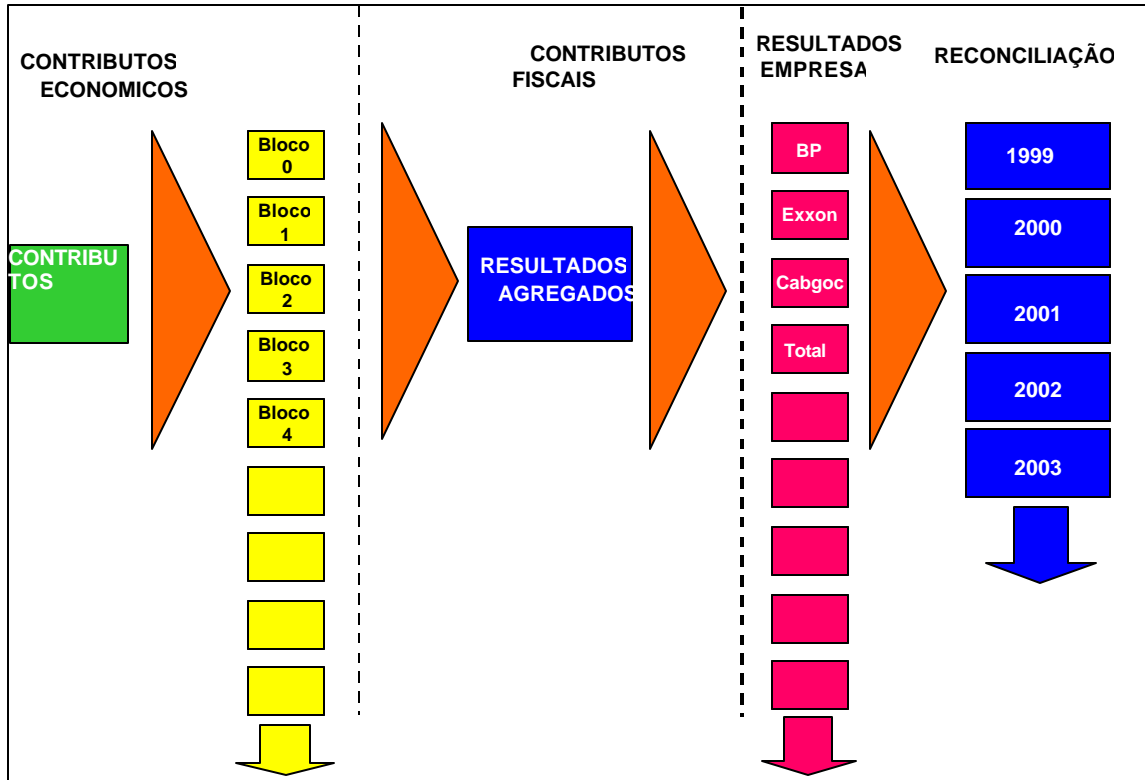 CONTRIBUTOS
ECONOMICOS
CONTRIBU
TOS
Bloco
0
Bloco
1
Bloco
2
Bloco
3
Bloco
4
CONTRIBUTOS
FISCAIS
RESULTADOS
AGREGADOS
RESULTADOS
EMPRESA
BP
Exxon
Cabgoc
Total
RECONCILIAÇÃO
1999
2000
2001
2002
2003